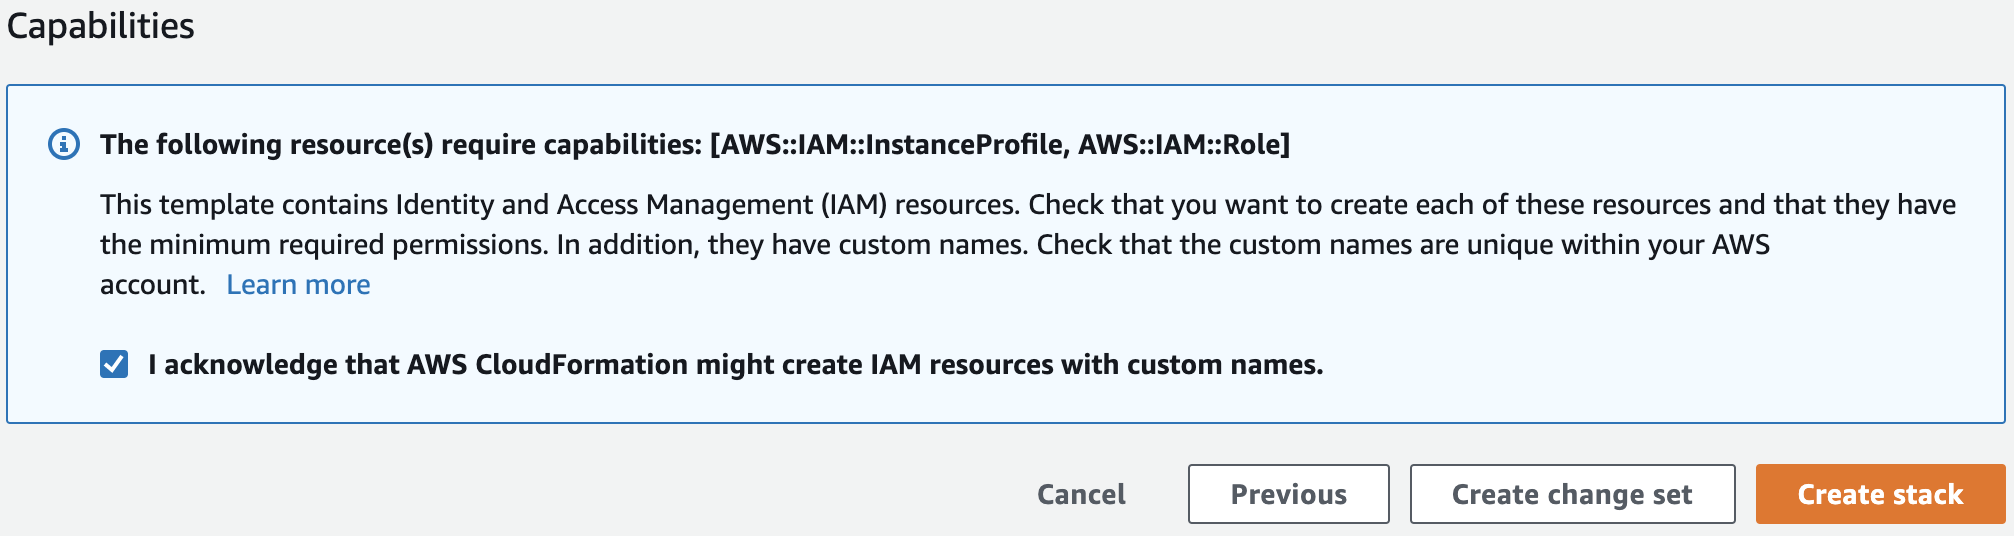 Capabilities
The following resource(s) require capabilities: [AWS::IAM::InstanceProfile, AWS::IAM::Role]
This template contains Identity and Access Management (IAM) resources. Check that you want to create each of these resources and that they have
the minimum required permissions. In addition, they have custom names. Check that the custom names are unique within your AWS
account. Learn more
I acknowledge that AWS CloudFormation might create IAM resources with custom names.
Cancel Previous Create change set Create stack